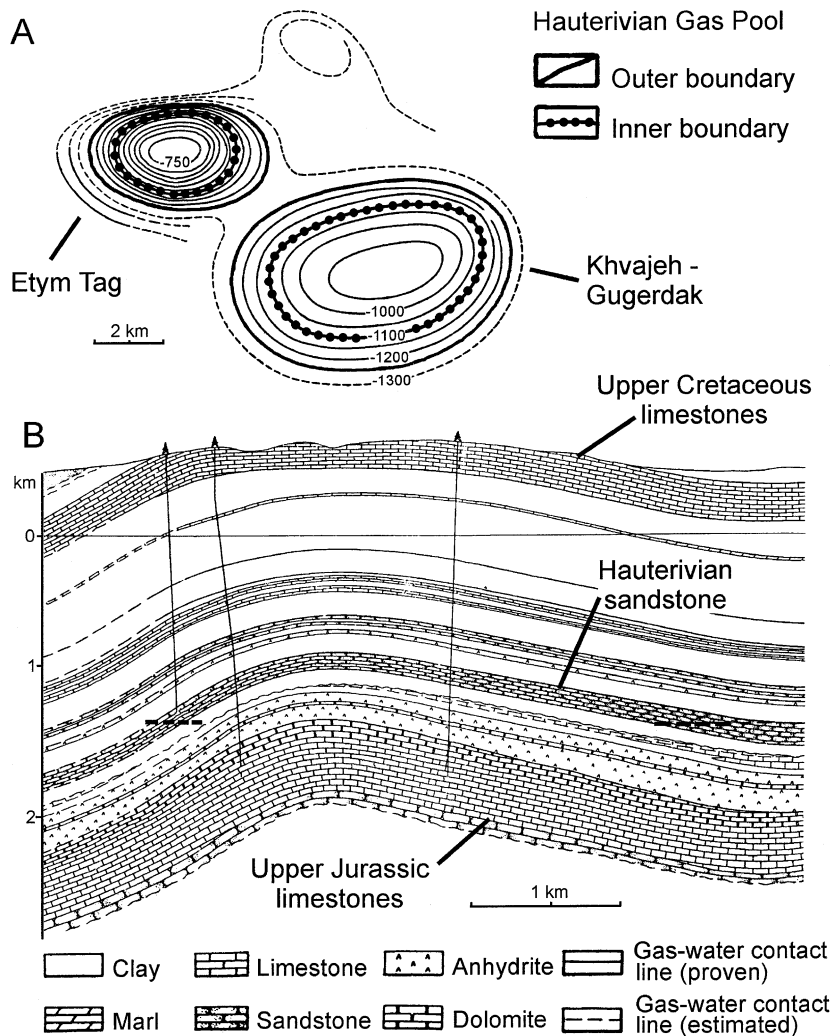 A
Hauterivian Gas Pool
Outer boundary
Inner boundary
-750
Etym Tag
Khvajeh -
Gugerdak
2 km
-1000
-1100
-1200
-1300
B
Upper Cretaceous
limestones
km
0
Hauterivian
sandstone
1
2
Upper Jurassic
limestones
1 km
Clay
Limestone
Anhydrite
Gas-water contact
line (proven)
Marl
Sandstone
Dolomite
Gas-water contact
line (estimated)